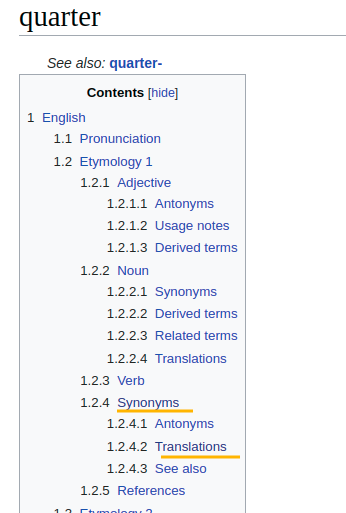 quarter
See also: quarter-
Contents [hide]
1 English
1.1 Pronunciation
1.2 Etymology 1
1.2.1 Adjective
1.2.1.1 Antonyms
1.2.1.2 Usage notes
1.2.1.3 Derived terms
1.2.2 Noun
1.2.2.1 Synonyms
1.2.2.2 Derived terms
1.2.2.3 Related terms
1.2.2.4 Translations
1.2.3 Verb
1.2.4 Synonyms
1.2.4.1 Antonyms
1.2.4.2 Translations
1.2.4.3 See also
1.2.5 References
1.3 Etymology 2